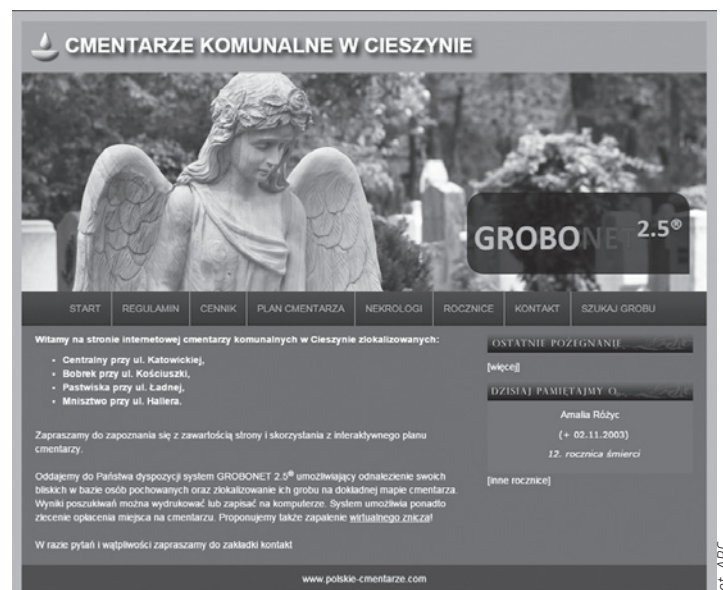 CMENTARZE KOMUNALNE W CIESZYNIE
GROBONET 2.5®
START REGULAMIN CENNIK PLAN CMENTARZA NEKROLOGI ROCZNICE KONTAKT SZUKAJ GROBU
Witamy na stronie internetowej cmentarzy komunalnych w Cieszynie zlokalizowanych:
• Centralny przy ul. Katowickiej,
• Bobrek przy ul. Kościuszki,
• Pastwiska przy ul. Ładnej,
• Mnisztwo przy ul. Hallera.
Zapraszamy do zapoznania się z zawartością strony i skorzystania z interaktywnego planu
cmentarzy.
Oddajemy do Państwa dyspozycji system GROBONET 2.5® umożliwiający odnalezienie swoich
bliskich w bazie osób pochowanych oraz zlokalizowanie ich grobu na dokładnej mapie cmentarza.
Wyniki poszukiwań można wydrukować lub zapisać na komputerze. System umożliwia ponadto
zlecenie opłacenia miejsca na cmentarzu. Proponujemy także zapalenie wirtualnego znicza!
W razie pytań i wątpliwości zapraszamy do zakładki kontakt
OSTATNIE POŻEGNANIE
[więcej]
DZISIAJ PAMIĘTAJMY O...
Amalia Różyc
(+ 02.11.2003)
12. rocznica śmierci
[inne rocznice]
www.polskie-cmentarze.com
ARC